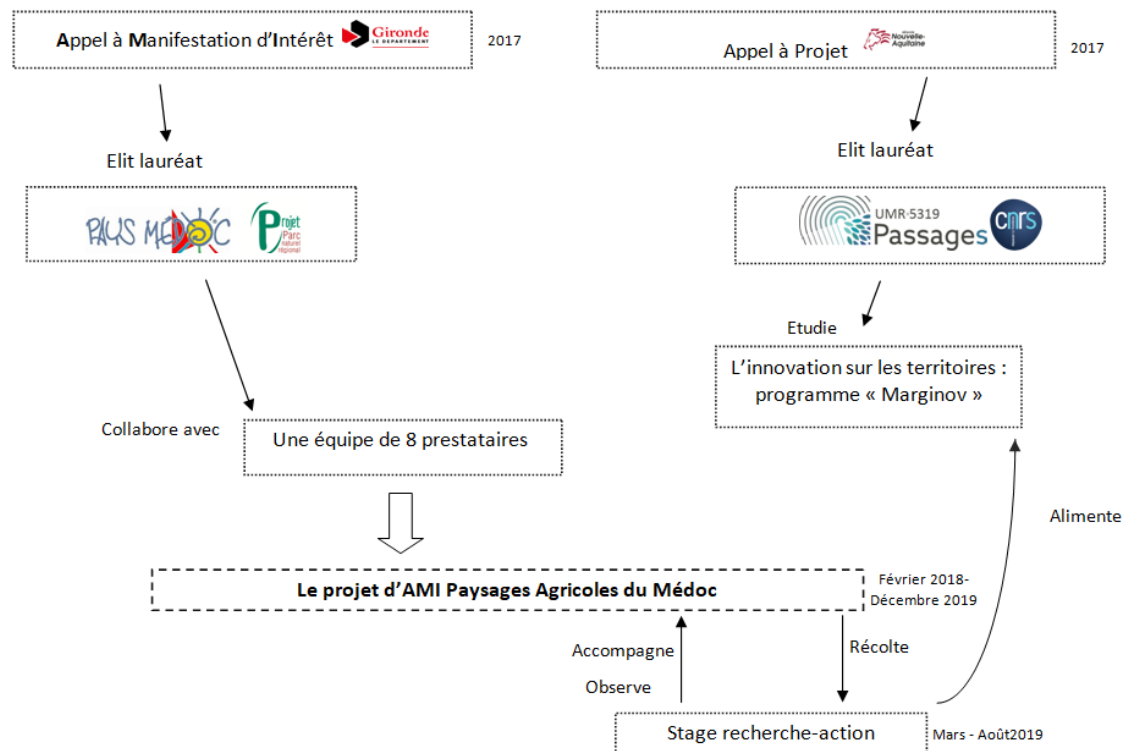 Appel à Manifestation d'Intérêt
Gironde
LE DEPARTEMENT
2017
Appel à Projet
Nouvelle-
Aquitaine
2017
Elit lauréat
Elit lauréat
PAYS MÉDOC
Projet
Parc
naturel
régional
UMR-5319
Passages
cnrs
Etudie
L'innovation sur les territoires :
programme « Marginov »
Collabore avec
Une équipe de 8 prestataires
Alimente
Le projet d'AMI Paysages Agricoles du Médoc
Février 2018-
Décembre 2019
Accompagne
Observe
Récolte
Stage recherche-action
Mars - Août2019